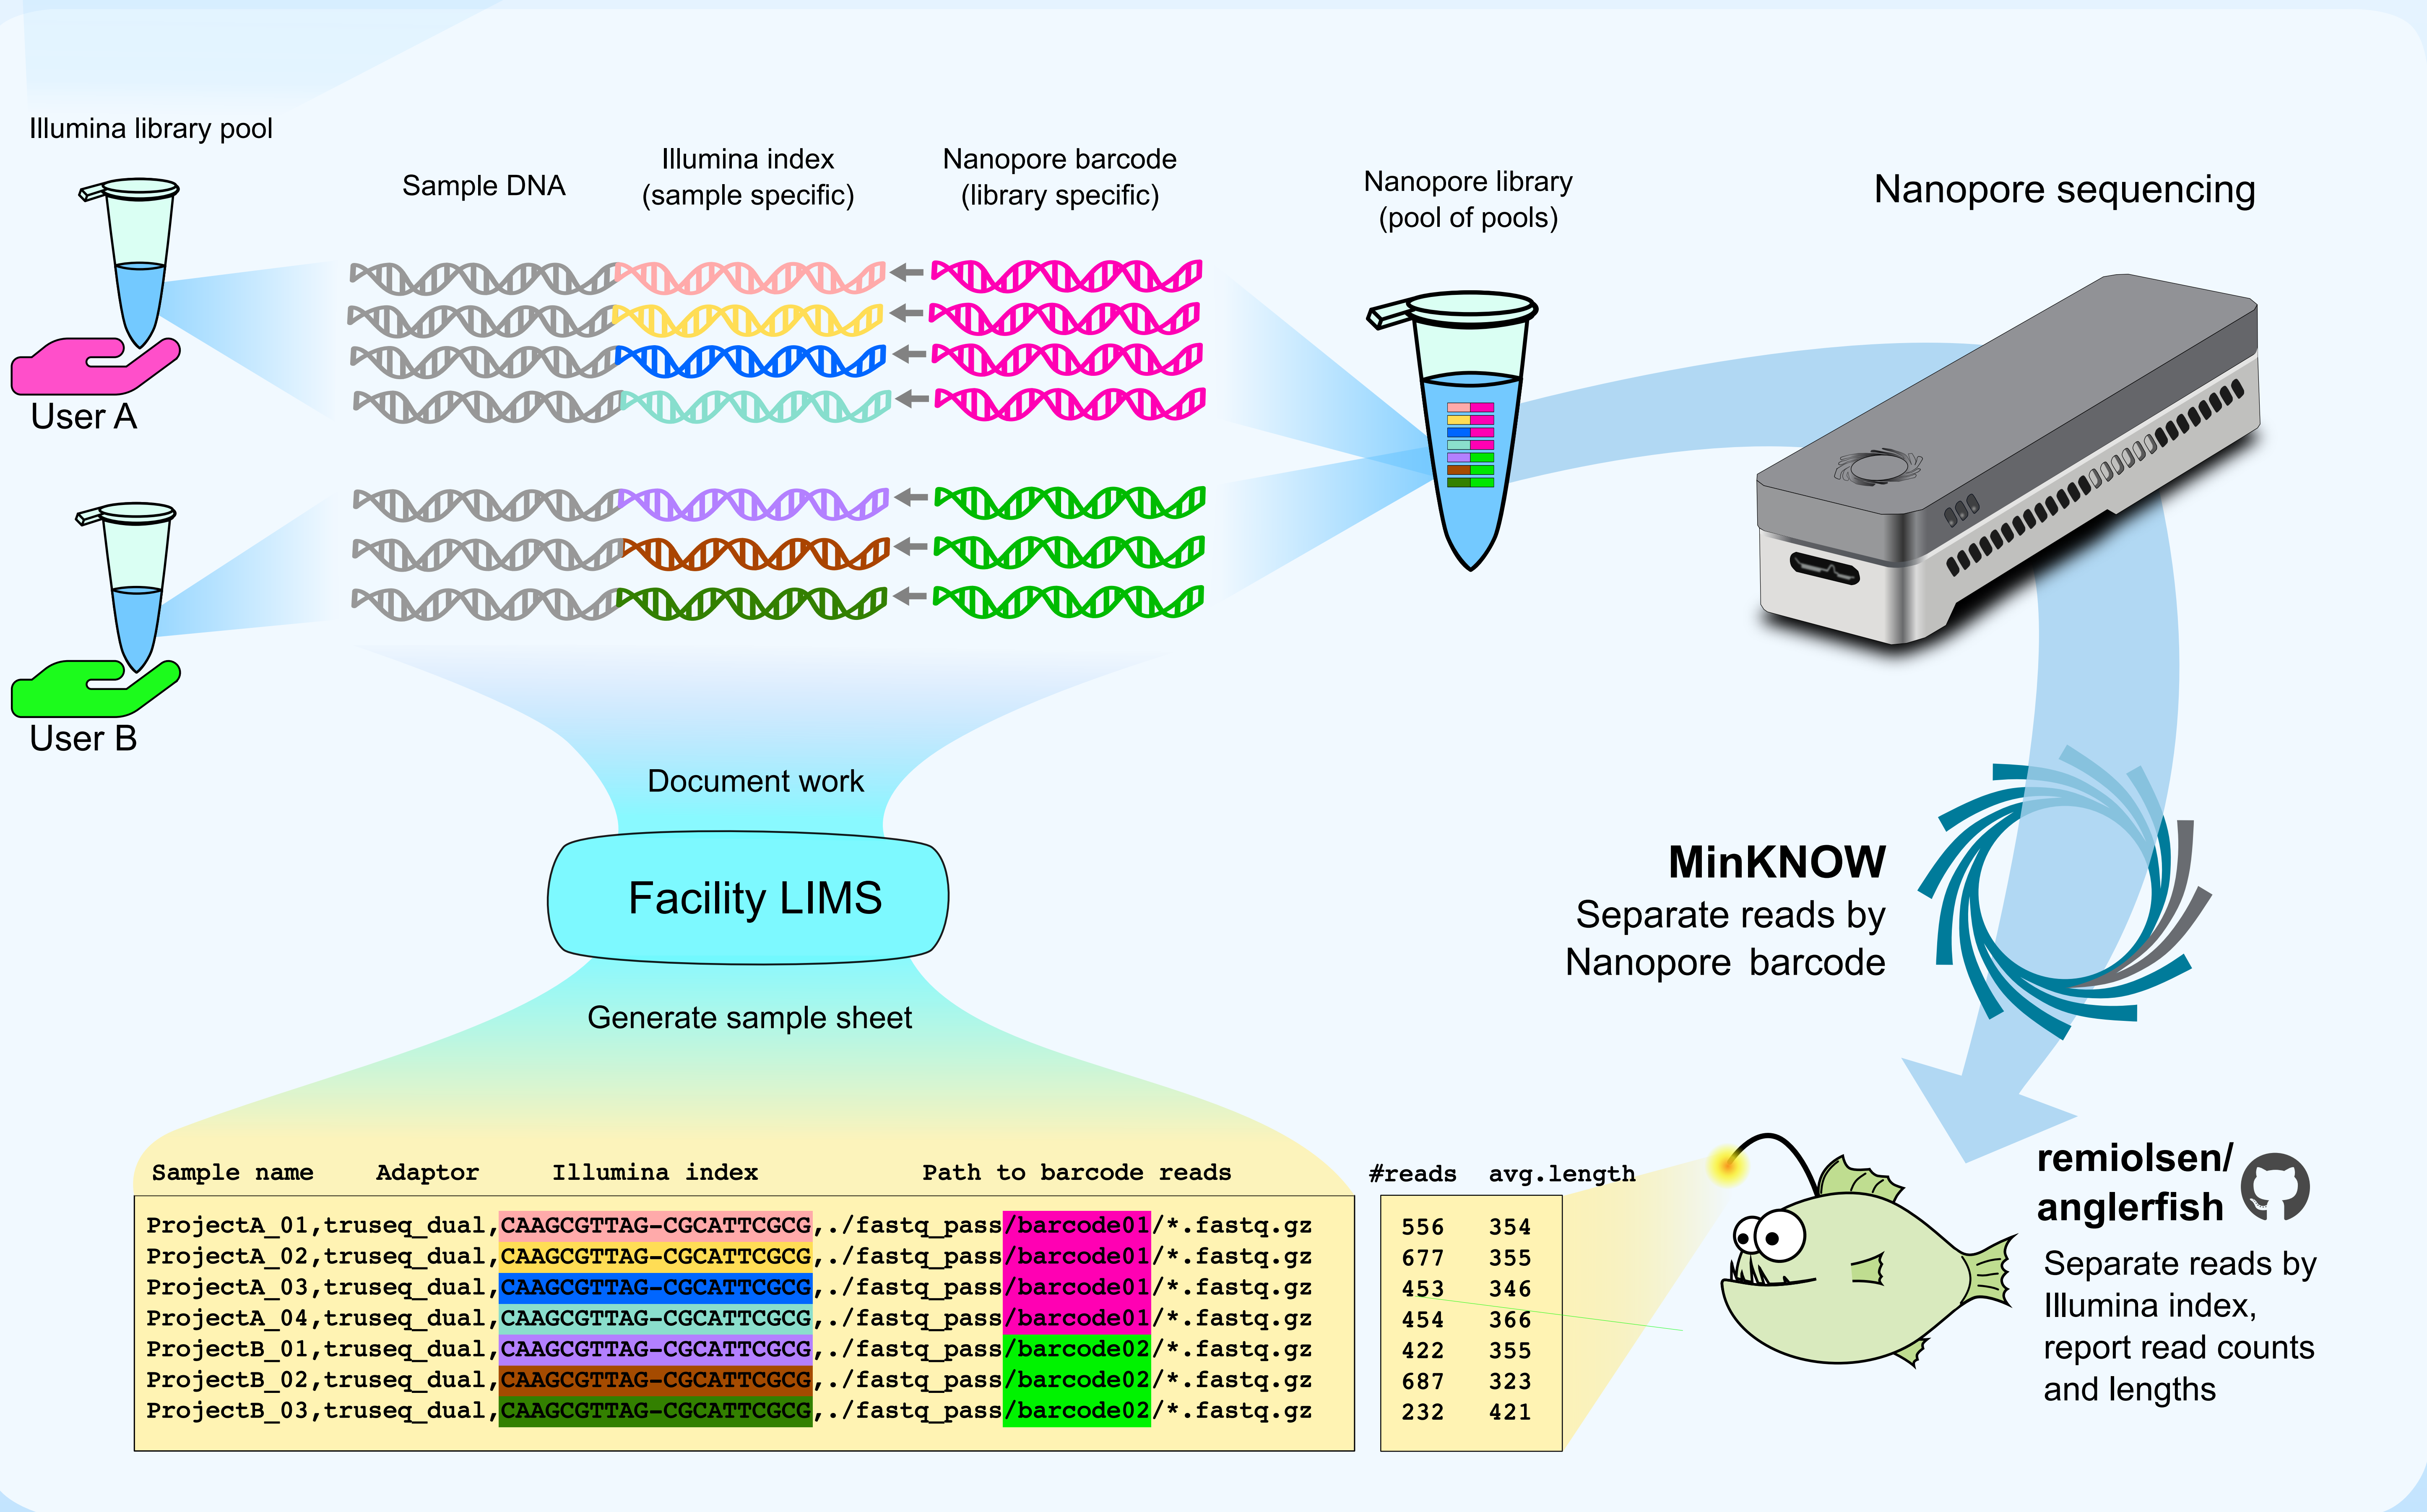 Illumina library pool
User A
User B
Sample DNA
Illumina index
(sample specific)
Nanopore barcode
(library specific)
Nanopore library
(pool of pools)
Nanopore sequencing
Document work
Facility LIMS
Generate sample sheet
MinKNOW
Separate reads by
Nanopore barcode
remiolsen/
anglerfish
Separate reads by
Illumina index,
report read counts
and lengths
Sample name Adaptor Illumina index Path to barcode reads #reads avg.length
ProjectA_01,truseq_dual,CAAGCGTTAG-CGCATTCGCG,./fastq_pass/barcode01/*.fastq.gz 556 354
ProjectA_02,truseq_dual,CAAGCGTTAG-CGCATTCGCG,./fastq_pass/barcode01/*.fastq.gz 677 355
ProjectA_03,truseq_dual,CAAGCGTTAG-CGCATTCGCG,./fastq_pass/barcode01/*.fastq.gz 453 346
ProjectA_04,truseq_dual,CAAGCGTTAG-CGCATTCGCG,./fastq_pass/barcode01/*.fastq.gz 454 366
ProjectB_01,truseq_dual,CAAGCGTTAG-CGCATTCGCG,./fastq_pass/barcode02/*.fastq.gz 422 355
ProjectB_02,truseq_dual,CAAGCGTTAG-CGCATTCGCG,./fastq_pass/barcode02/*.fastq.gz 687 323
ProjectB_03,truseq_dual,CAAGCGTTAG-CGCATTCGCG,./fastq_pass/barcode02/*.fastq.gz 232 421